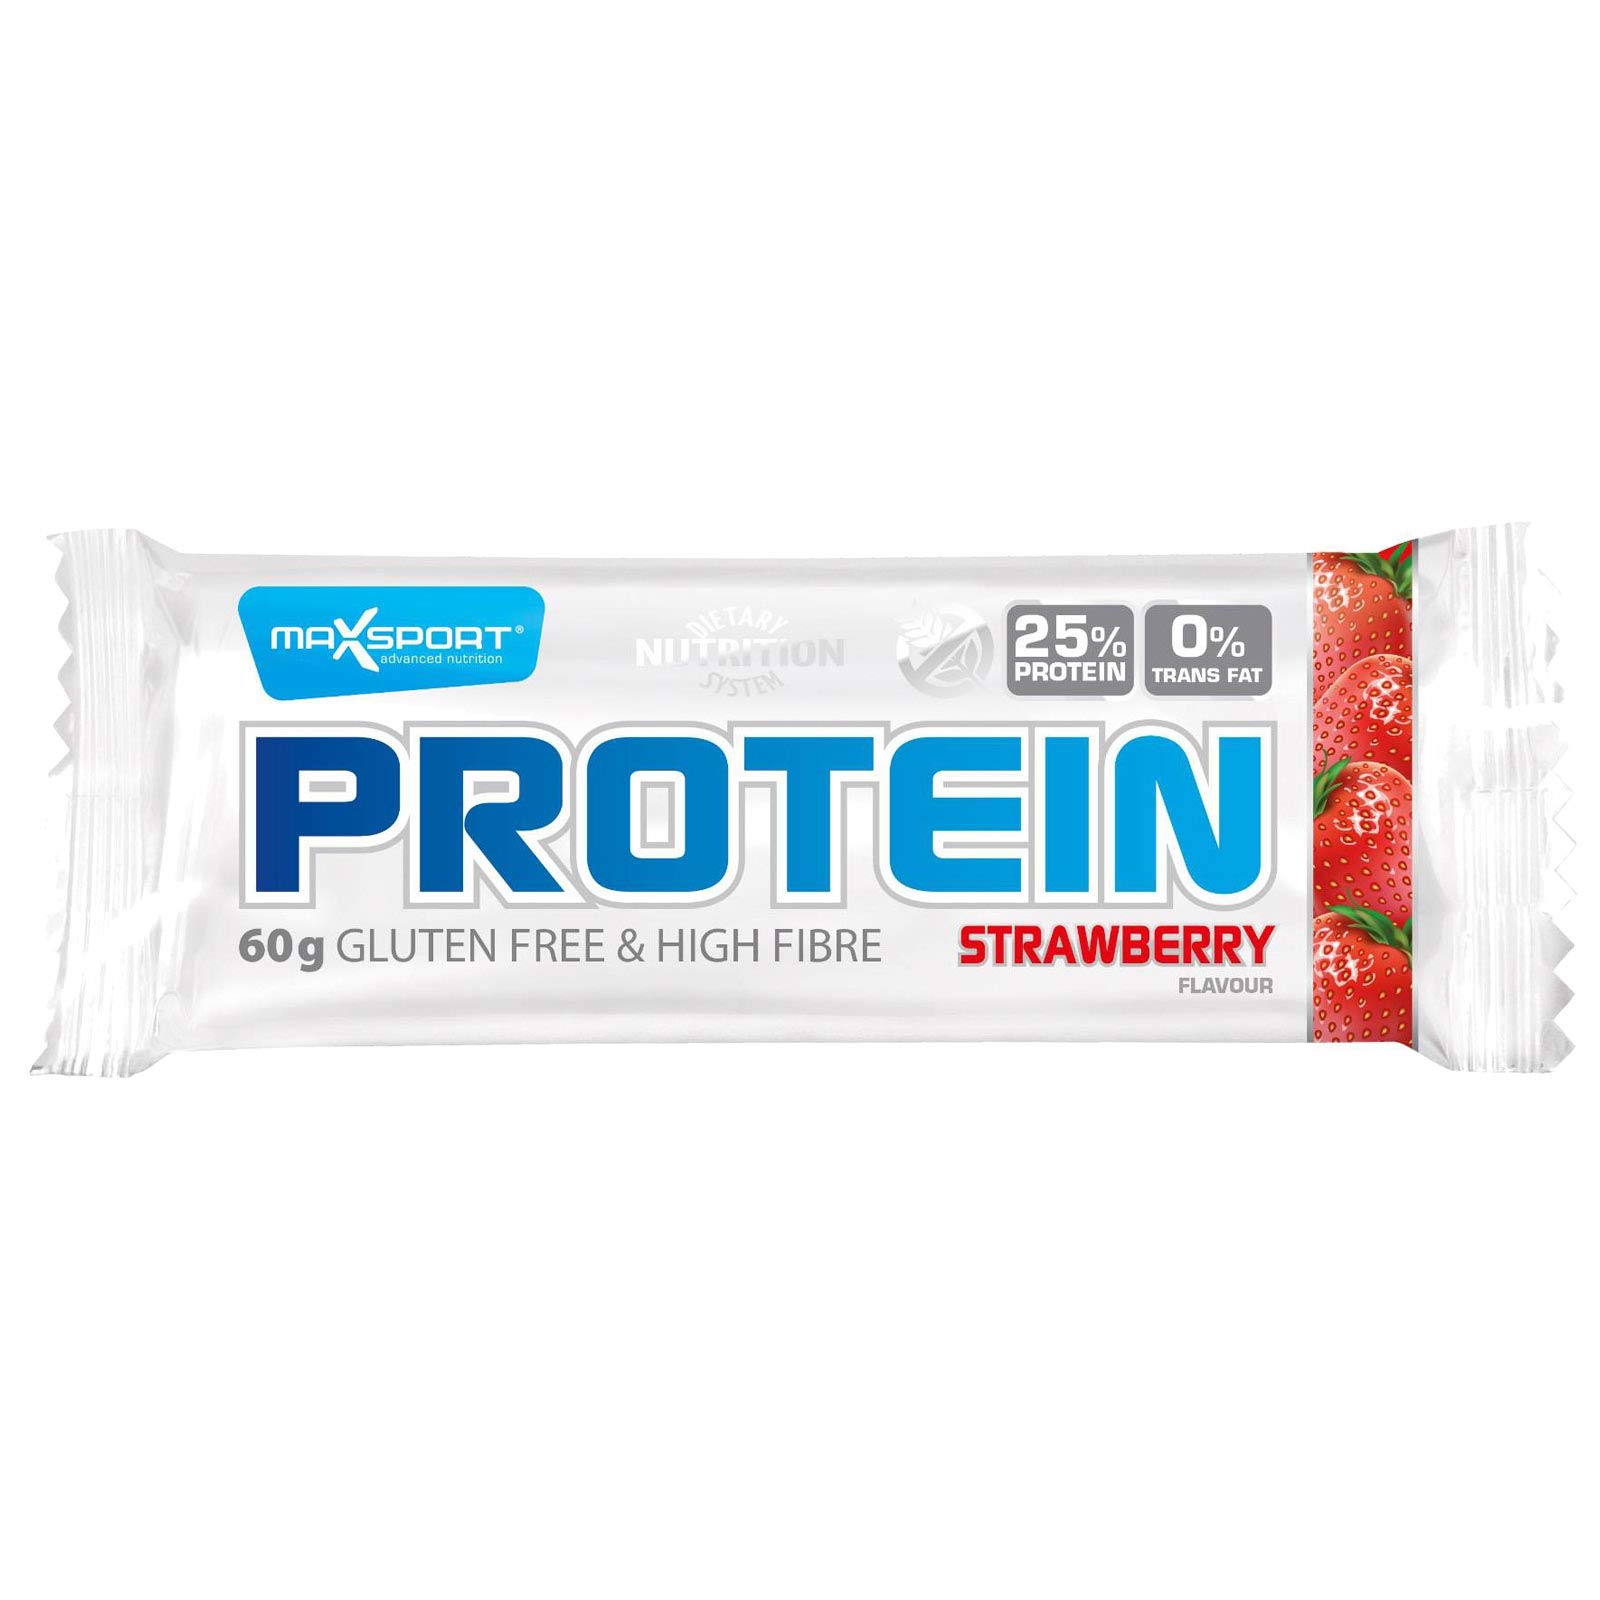 MAXSPORT®
advanced nutrition
DIETARY
NUTRITION
SYSTEM
25%
PROTEIN
0%
TRANS FAT
PROTEIN
60g GLUTEN FREE & HIGH FIBRE
STRAWBERRY
FLAVOUR